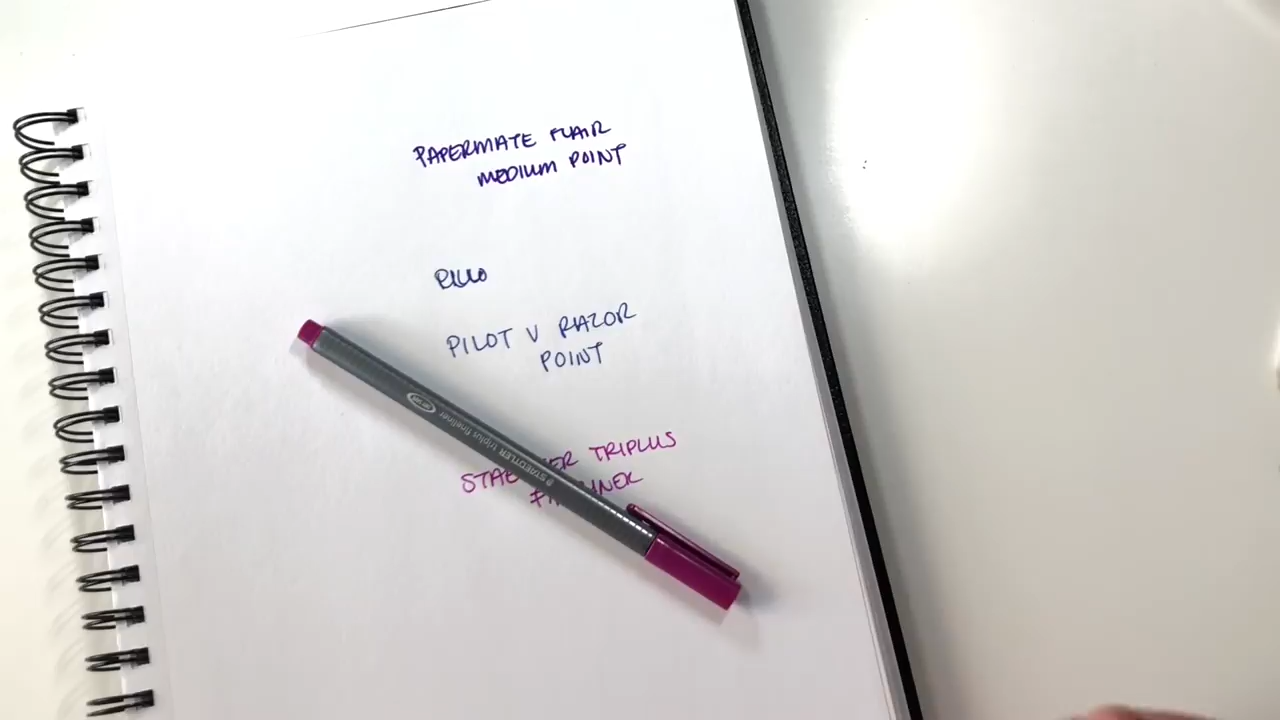 PAPERMATE FLAIR
MEDIUM POINT
PILOT V RAZOR
POINT
STAEDTLER triplus fineliner
TRIPLUS